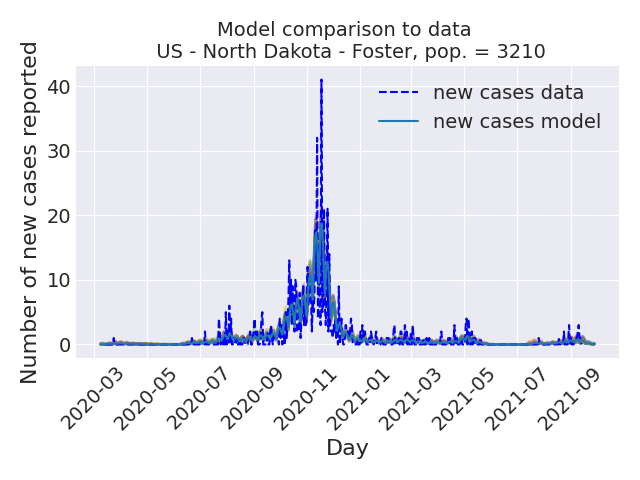 Model comparison to data
US - North Dakota - Foster, pop. = 3210
Number of new cases reported
40
30
20
10
0
new cases data
new cases model
2020-03
2020-05
2020-07
2020-09
2020-11
2021-01
2021-03
2021-05
2021-07
2021-09
Day